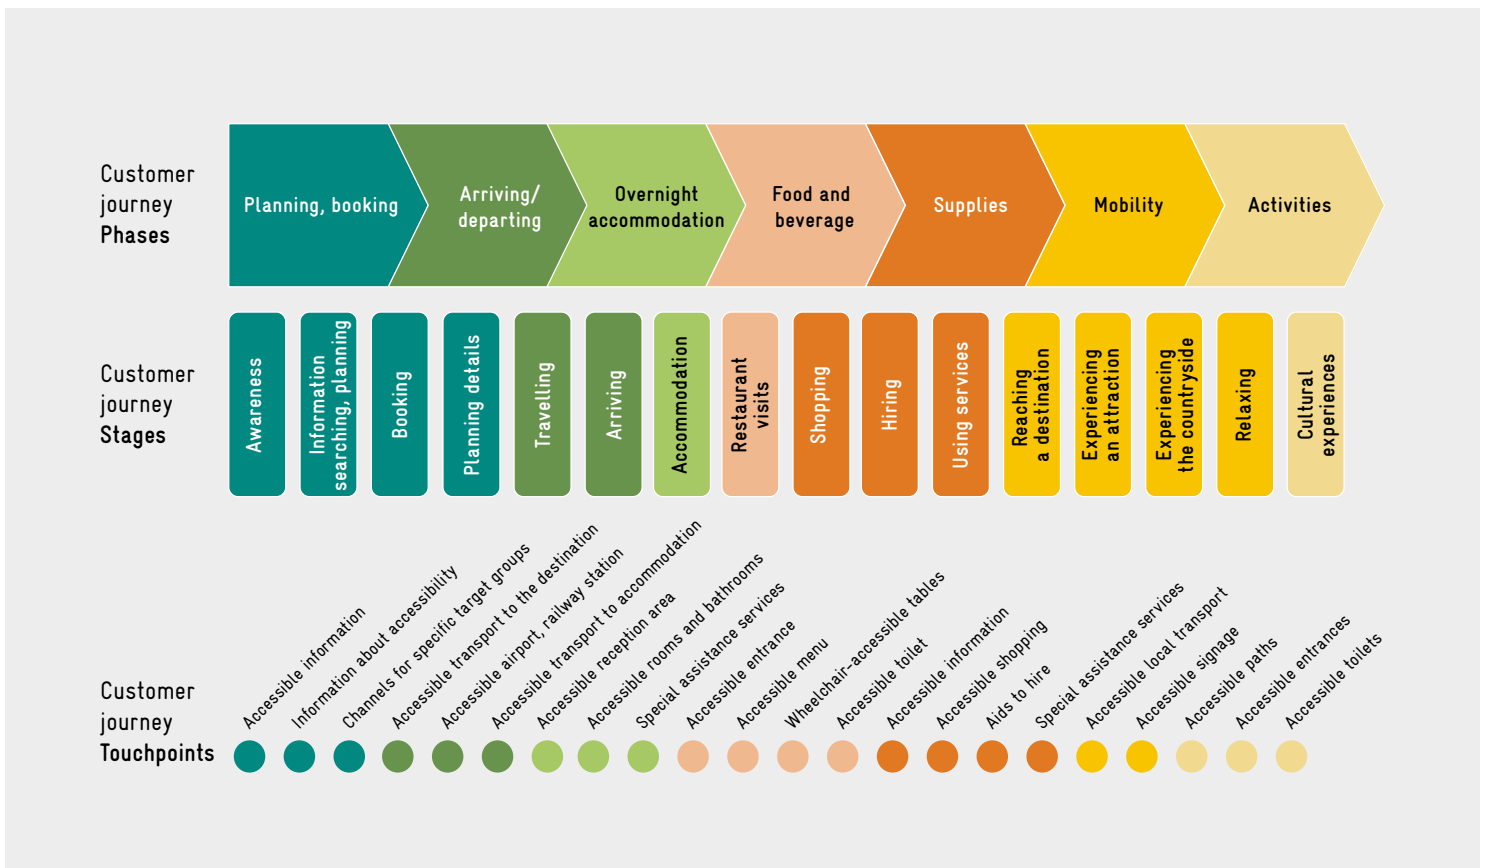 Customer
journey
Phases
Planning, booking
Arriving/
departing
Overnight
accommodation
Food and
beverage
Supplies
Mobility
Activities
Customer
journey
Stages
Awareness
Information
searching, planning
Booking
Planning details
Travelling
Arriving
Accommodation
Restaurant
visits
Shopping
Hiring
Using services
Reaching
a destination
Experiencing
an attraction
Experiencing
the countryside
Relaxing
Cultural
experiences
Customer
journey
Touchpoints
Accessible information
Information about accessibility
Channels for specific target groups
Accessible transport to the destination
Accessible airport, railway station
Accessible transport to accommodation
Accessible reception area
Accessible rooms and bathrooms
Special assistance services
Accessible entrance
Accessible menu
Wheelchair-accessible tables
Accessible toilet
Accessible information
Accessible shopping
Aids to hire
Special assistance services
Accessible local transport
Accessible signage
Accessible paths
Accessible entrances
Accessible toilets